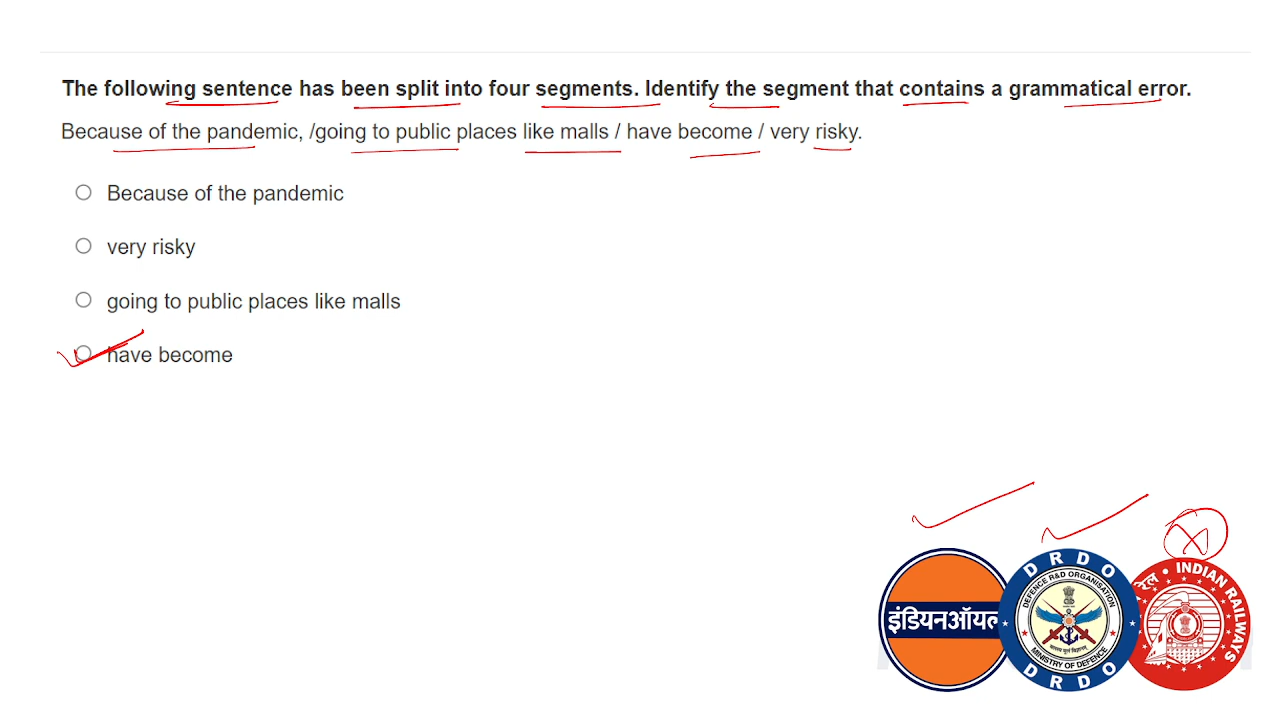 The following sentence has been split into four segments. Identify the segment that contains a grammatical error.
Because of the pandemic, /going to public places like malls / have become / very risky.
Because of the pandemic
very risky
going to public places like malls
have become
इंडियनऑयल
DRDO
DEFENCE R&D ORGANISATION
MINISTRY OF DEFENCE
DRDO
रेल • INDIAN RAILWAYS